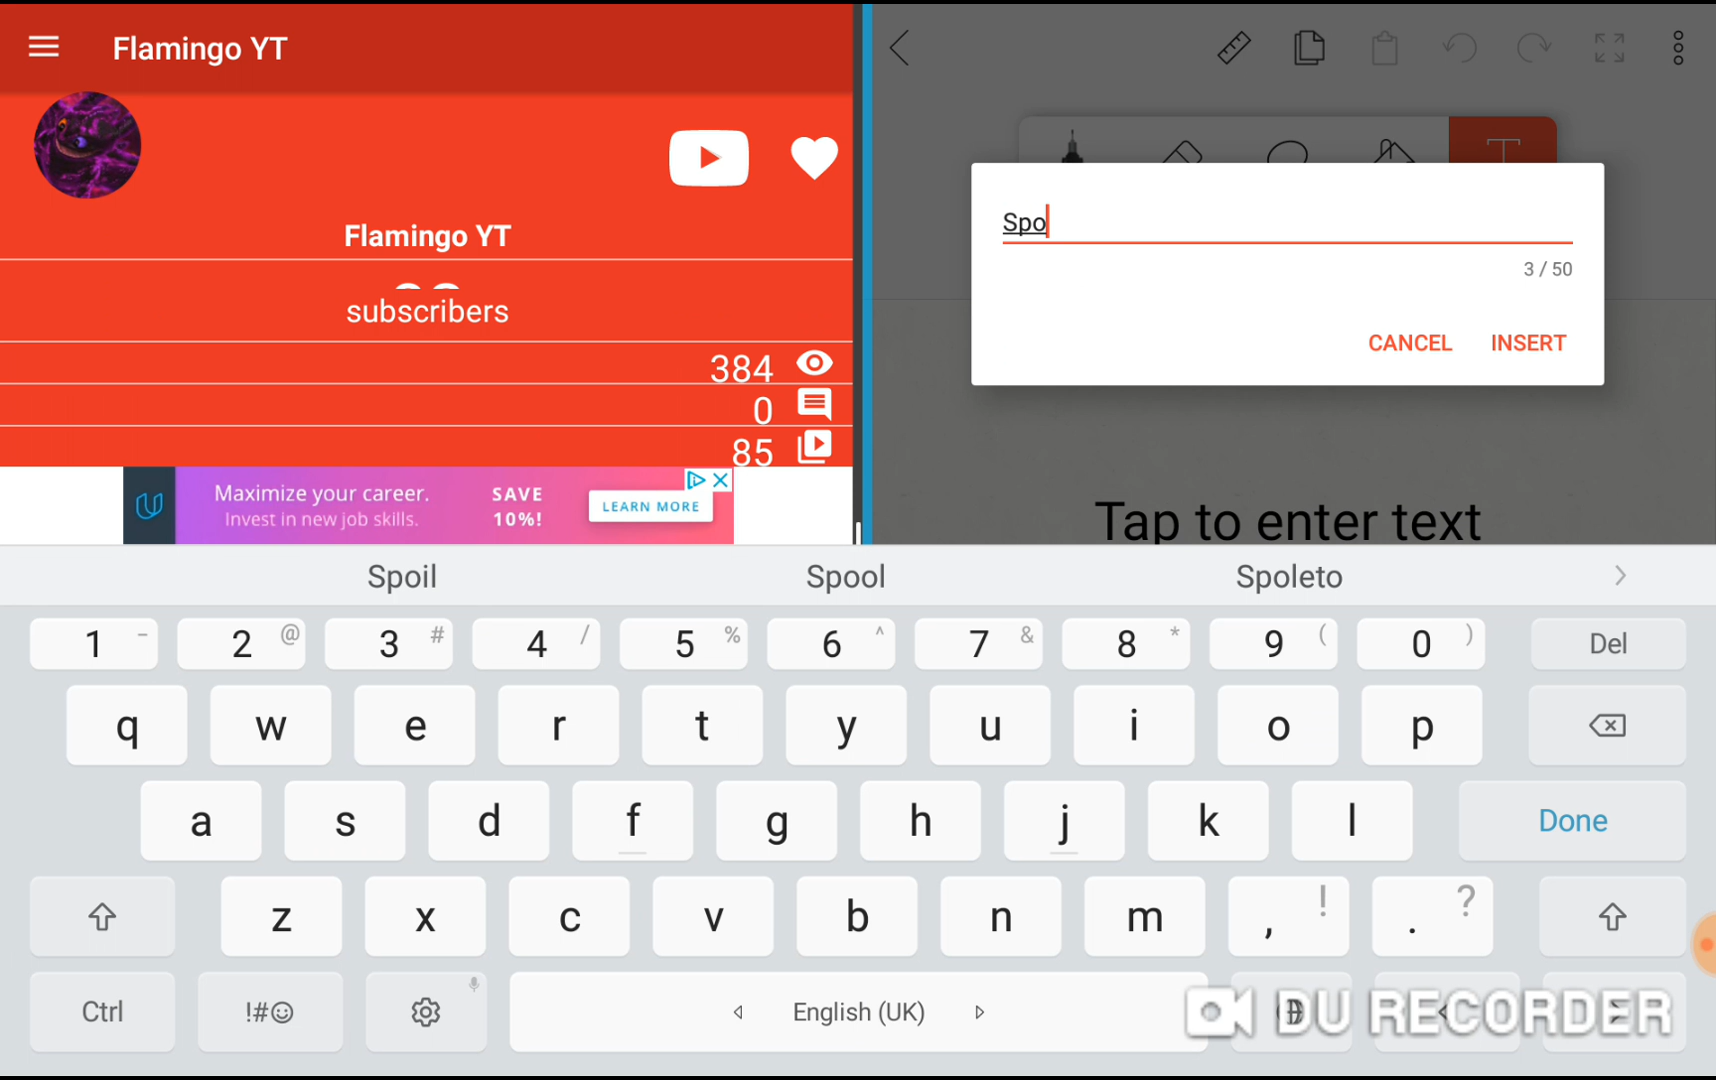 Flamingo YT
Flamingo YT
subscribers
384
0
85
Maximize your career.
Invest in new job skills.
SAVE
10%!
LEARN MORE
Spo
3 / 50
CANCEL
INSERT
Tap to enter text
Spoil
Spool
Spoleto
1 - 2 @ 3 # 4 / 5 % 6 ^ 7 & 8 * 9 ( 0 ) Del
q w e r t y u i o p
a s d f g h j k l Done
z x c v b n m , ! . ?
Ctrl !#☺ English (UK)
DU RECORDER